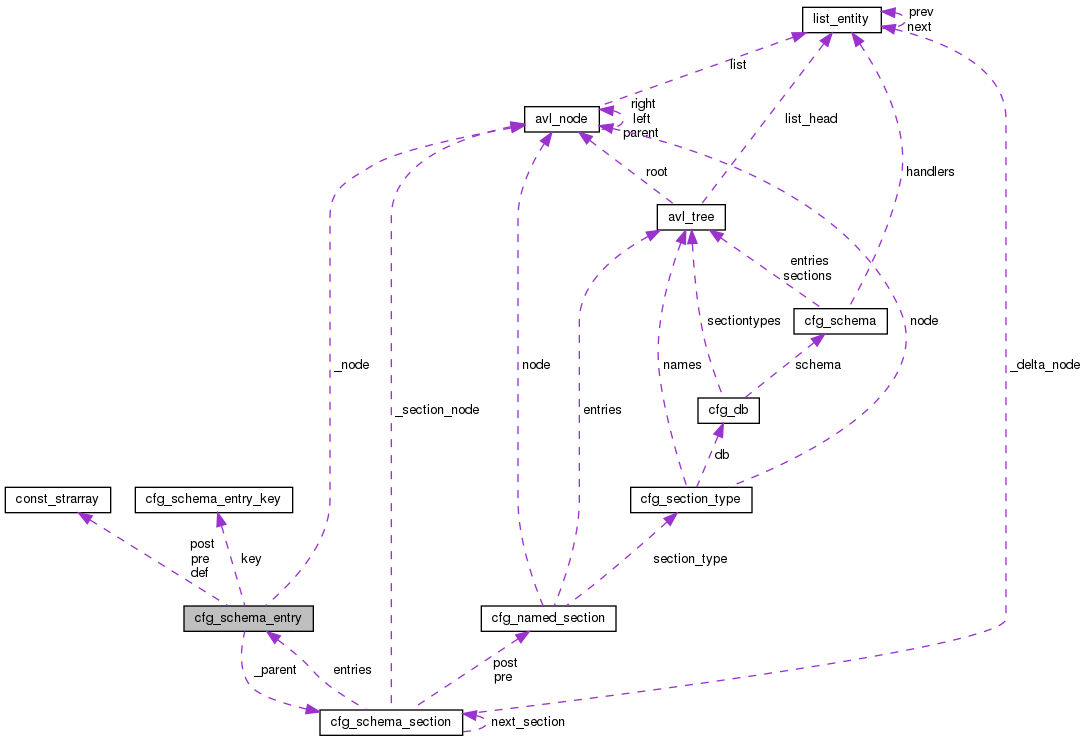 list_entity
prev
next
list
right
left
parent
avl_node
list_head
root
handlers
avl_tree
entries
sections
cfg_schema
sectiontypes
node
_node
node
names
schema
_delta_node
_section_node
entries
cfg_db
db
const_strarray
cfg_schema_entry_key
cfg_section_type
post
pre
def
key
section_type
cfg_schema_entry
cfg_named_section
_parent
entries
post
pre
cfg_schema_section
next_section